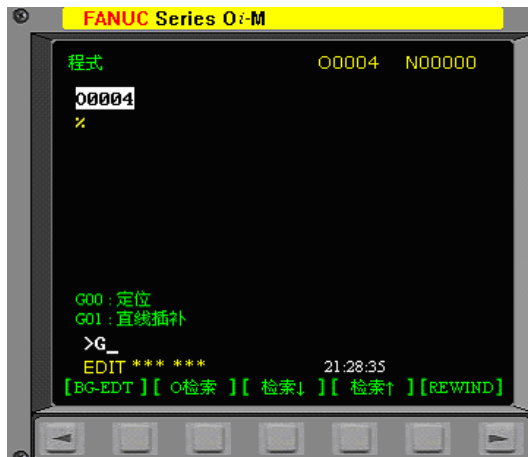 FANUC Series 0i-M
程式 O0004 N00000
O0004
%
G00 : 定位
G01 : 直线插补
>G_
EDIT *** ***
21:28:35
[BG-EDT ][ O检索 ][ 检索↓ ][ 检索↑ ][REWIND]